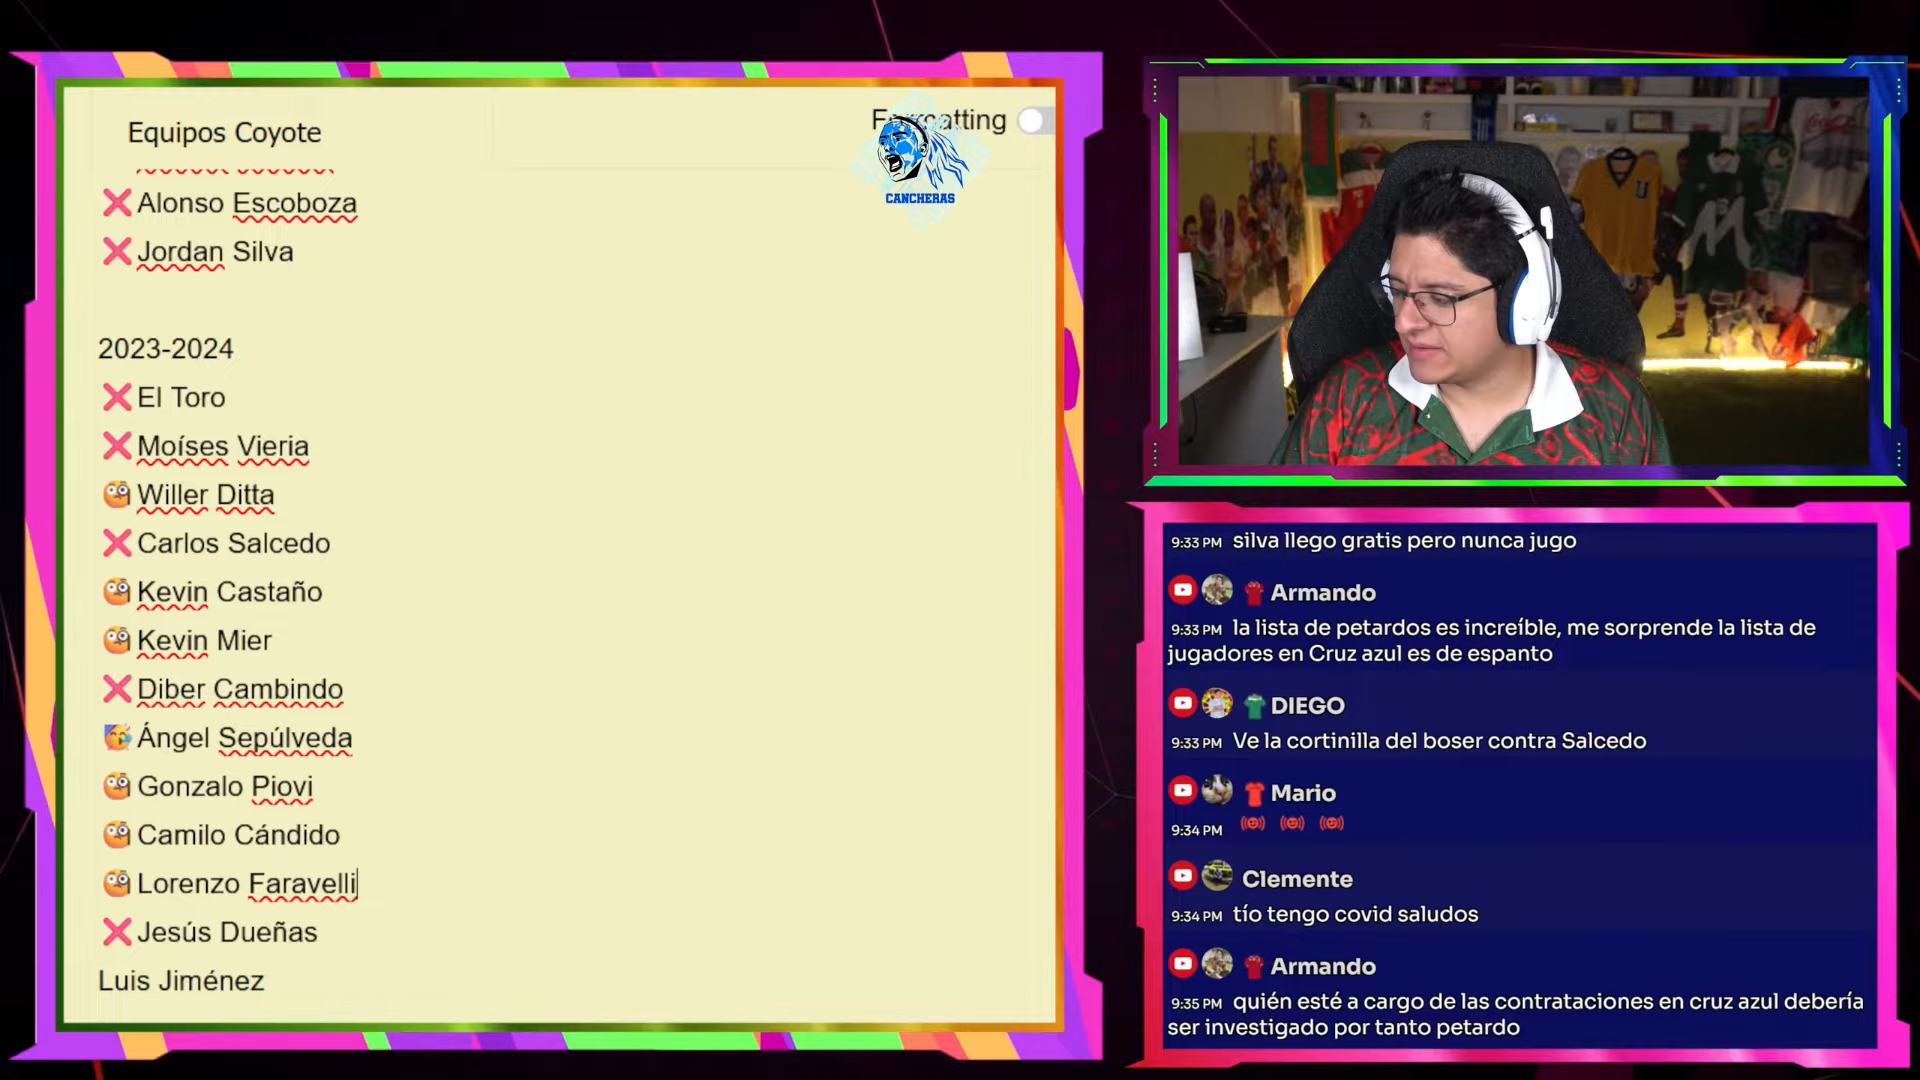 Equipos Coyote
Formatting
CANCHERAS
❌ Alonso Escoboza
❌ Jordan Silva
2023-2024
❌ El Toro
❌ Moíses Vieria
🧐 Willer Ditta
❌ Carlos Salcedo
🧐 Kevin Castaño
🧐 Kevin Mier
❌ Diber Cambindo
🥳 Ángel Sepúlveda
🧐 Gonzalo Piovi
🧐 Camilo Cándido
🧐 Lorenzo Faravelli
❌ Jesús Dueñas
Luis Jiménez
9:33 PM silva llego gratis pero nunca jugo
Armando
9:33 PM la lista de petardos es increíble, me sorprende la lista de
jugadores en Cruz azul es de espanto
DIEGO
9:33 PM Ve la cortinilla del boser contra Salcedo
Mario
9:34 PM
Clemente
9:34 PM tío tengo covid saludos
Armando
9:35 PM quién esté a cargo de las contrataciones en cruz azul debería
ser investigado por tanto petardo